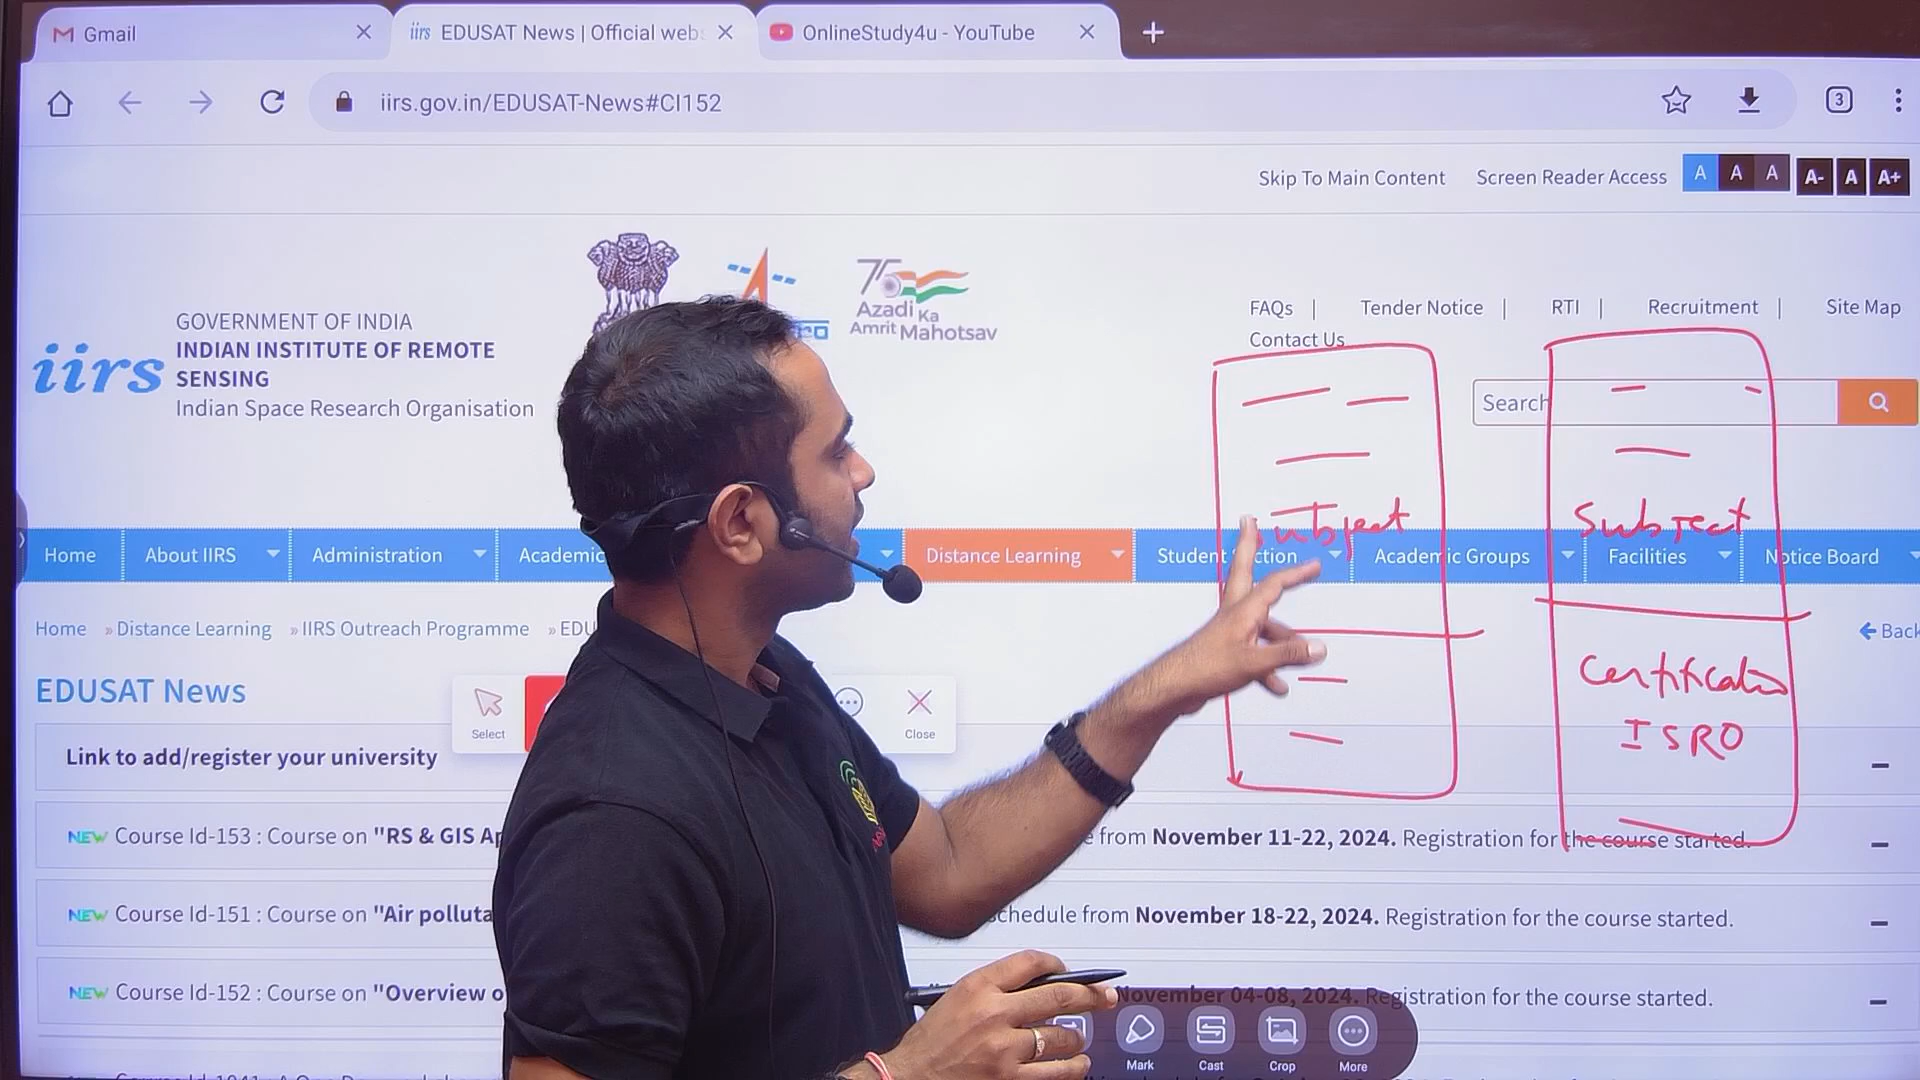 Gmail
iirs EDUSAT News | Official web
OnlineStudy4u - YouTube
iirs.gov.in/EDUSAT-News#CI152
3
Skip To Main Content
Screen Reader Access
A A A A- A A+
75
Azadi Ka
Amrit Mahotsav
FAQs | Tender Notice | RTI | Recruitment | Site Map
Contact Us
iirs
GOVERNMENT OF INDIA
INDIAN INSTITUTE OF REMOTE
SENSING
Indian Space Research Organisation
Search
Subject
Subject
Home About IIRS Administration Academic Distance Learning Student Academic Groups Facilities Notice Board
Home » Distance Learning » IIRS Outreach Programme » EDU
Back
EDUSAT News
Select
Close
ISRO
Link to add/register your university
NEW Course Id-153 : Course on "RS & GIS from November 11-22, 2024. Registration for the course started.
NEW Course Id-151 : Course on "Air chedule from November 18-22, 2024. Registration for the course started.
NEW Course Id-152 : Course on "Overview November 04-08, 2024. Registration for the course started.
Mark Cast Crop More